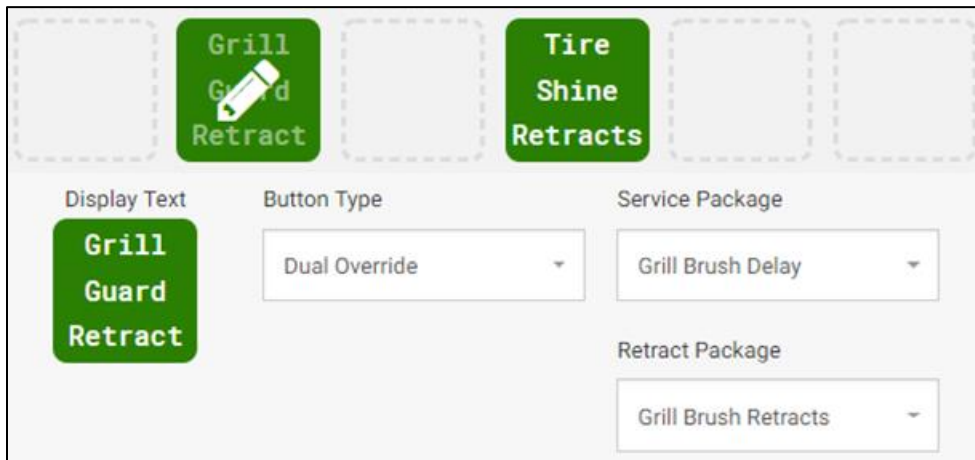 Grill
Guard
Retract
Tire
Shine
Retracts
Display Text
Button Type
Service Package
Grill
Guard
Retract
Dual Override
Grill Brush Delay
Retract Package
Grill Brush Retracts